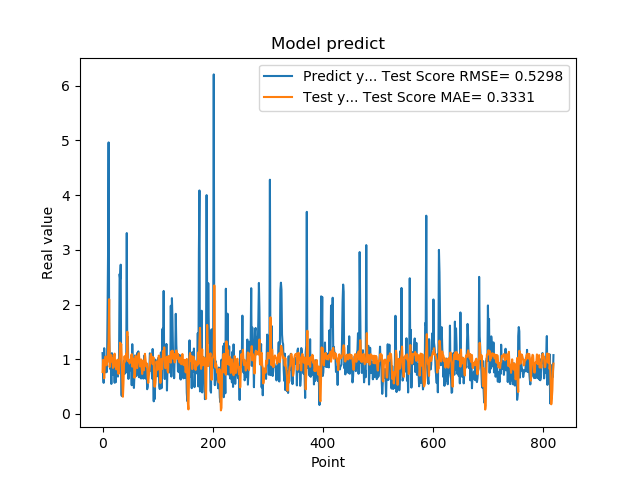 Model predict
Predict y... Test Score RMSE= 0.5298
Test y... Test Score MAE= 0.3331
6
5
4
3
2
1
0
Real value
0 200 400 600 800
Point